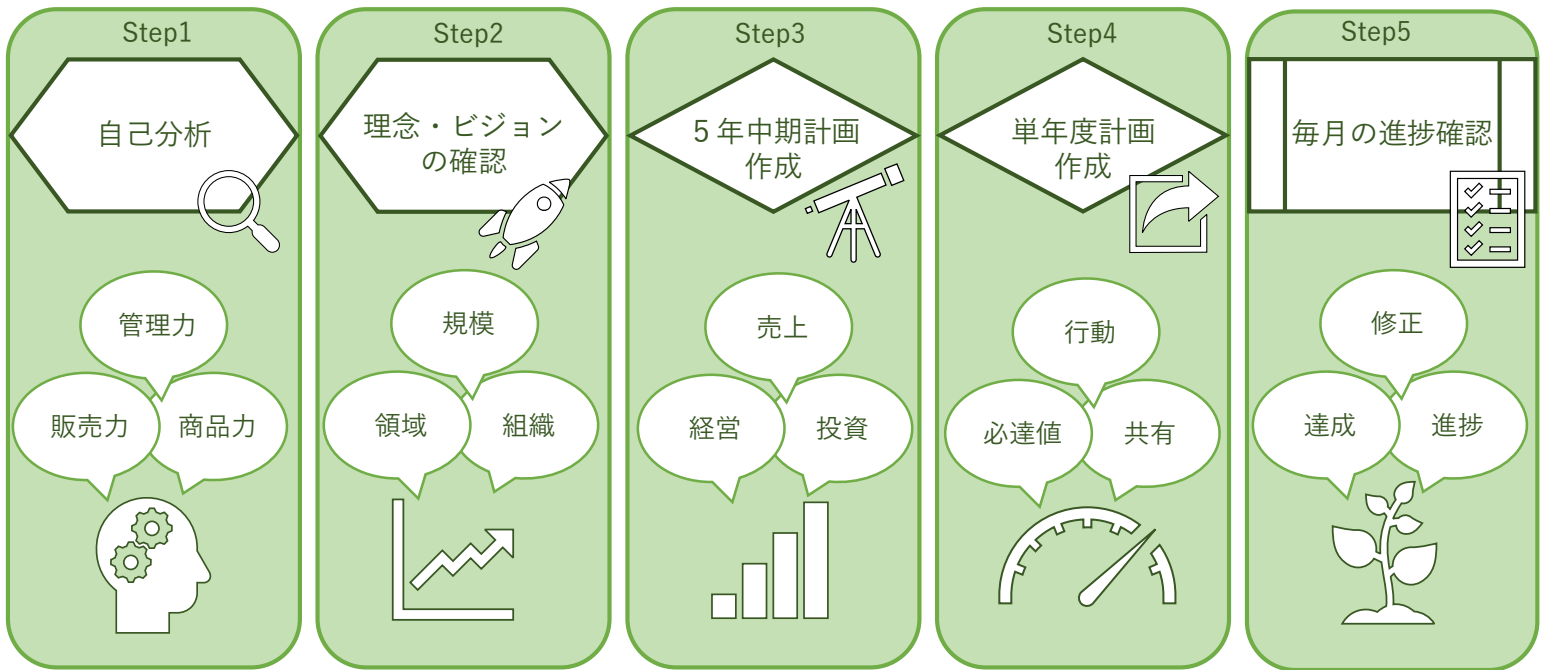 Step1
自己分析
管理力
販売力
商品力
Step2
理念・ビジョン
の確認
規模
領域
組織
Step3
５年中期計画
作成
売上
経営
投資
Step4
単年度計画
作成
行動
必達値
共有
Step5
毎月の進捗確認
修正
達成
進捗